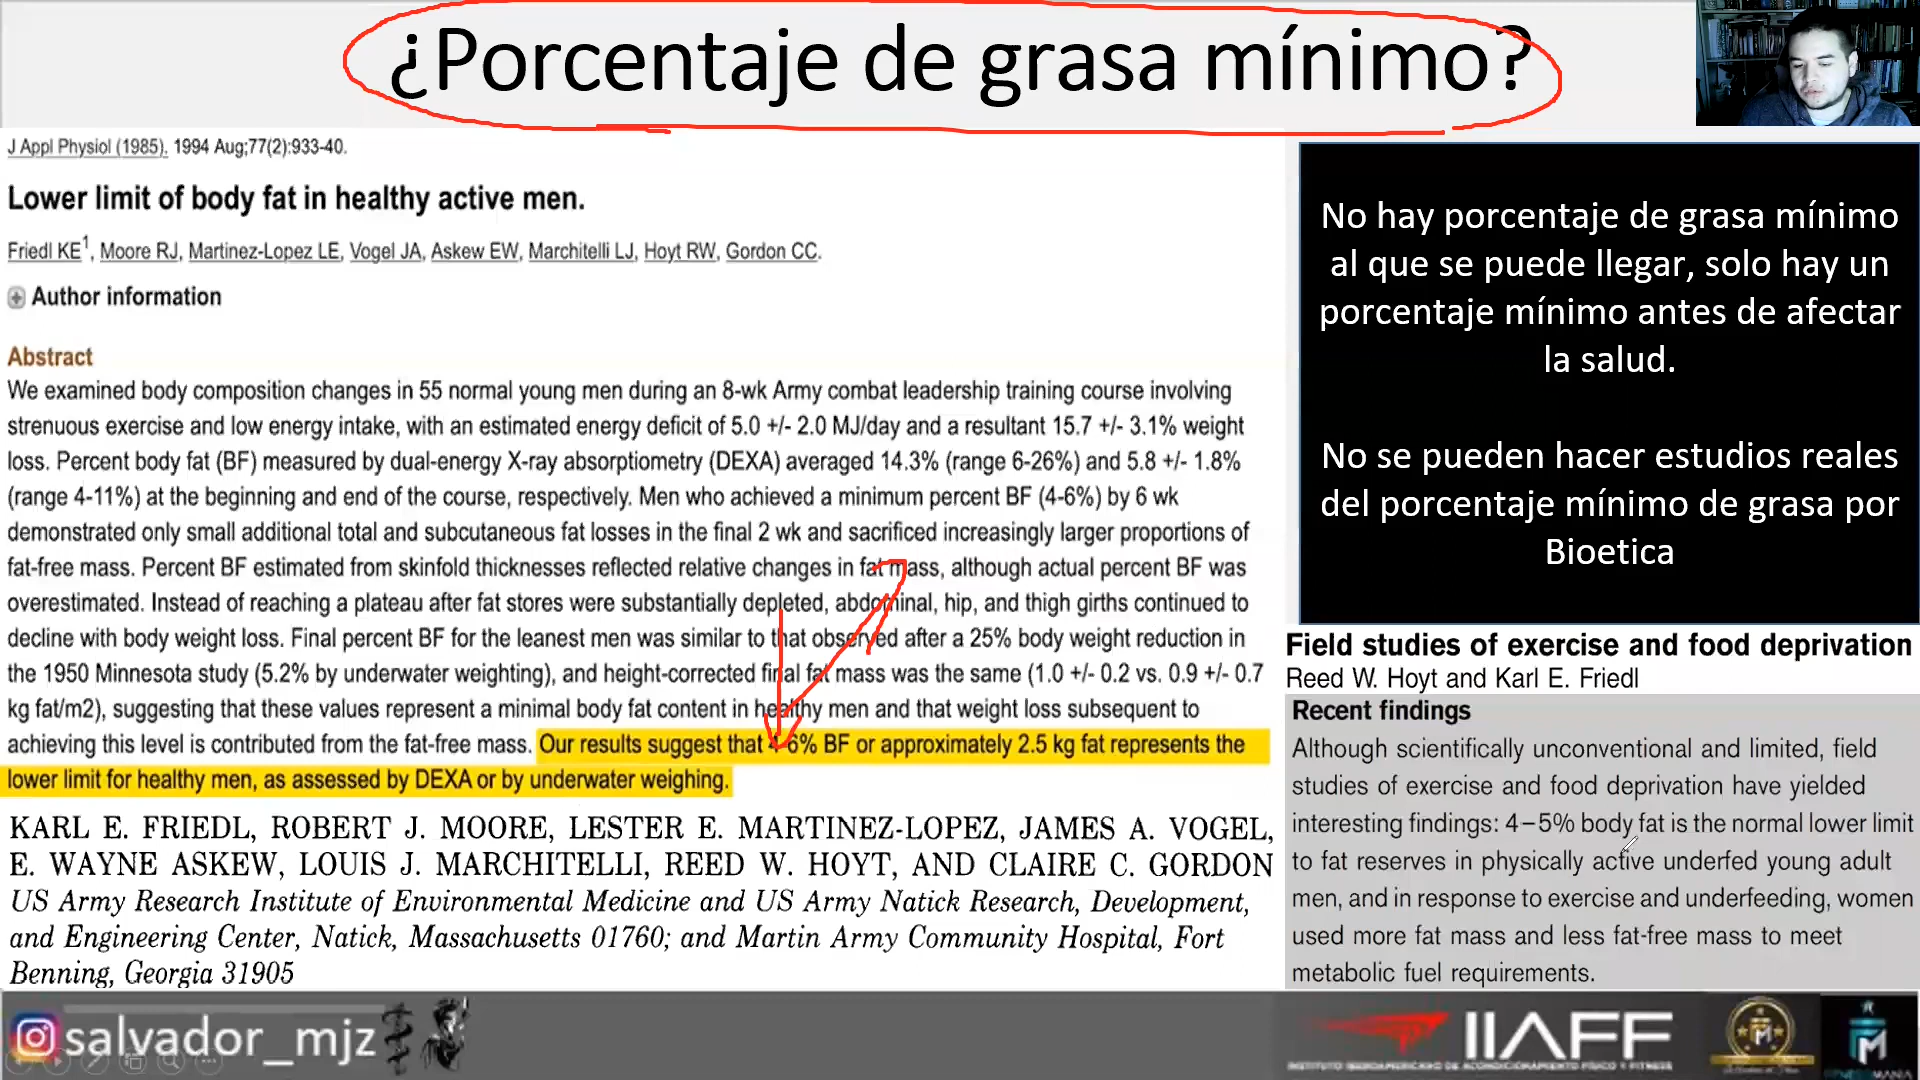 ¿Porcentaje de grasa mínimo?
J Appl Physiol (1985). 1994 Aug;77(2):933-40.
Lower limit of body fat in healthy active men.
Friedl KE1, Moore RJ, Martinez-Lopez LE, Vogel JA, Askew EW, Marchitelli LJ, Hoyt RW, Gordon CC.
Author information
Abstract
We examined body composition changes in 55 normal young men during an 8-wk Army combat leadership training course involving
strenuous exercise and low energy intake, with an estimated energy deficit of 5.0 +/- 2.0 MJ/day and a resultant 15.7 +/- 3.1% weight
loss. Percent body fat (BF) measured by dual-energy X-ray absorptiometry (DEXA) averaged 14.3% (range 6-26%) and 5.8 +/- 1.8%
(range 4-11%) at the beginning and end of the course, respectively. Men who achieved a minimum percent BF (4-6%) by 6 wk
demonstrated only small additional total and subcutaneous fat losses in the final 2 wk and sacrificed increasingly larger proportions of
fat-free mass. Percent BF estimated from skinfold thicknesses reflected relative changes in fat mass, although actual percent BF was
overestimated. Instead of reaching a plateau after fat stores were substantially depleted, abdominal, hip, and thigh girths continued to
decline with body weight loss. Final percent BF for the leanest men was similar to that observed after a 25% body weight reduction in
the 1950 Minnesota study (5.2% by underwater weighting), and height-corrected final fat mass was the same (1.0 +/- 0.2 vs. 0.9 +/- 0.7
kg fat/m2), suggesting that these values represent a minimal body fat content in healthy men and that weight loss subsequent to
achieving this level is contributed from the fat-free mass. Our results suggest that 4-6% BF or approximately 2.5 kg fat represents the
lower limit for healthy men, as assessed by DEXA or by underwater weighing.
KARL E. FRIEDL, ROBERT J. MOORE, LESTER E. MARTINEZ-LOPEZ, JAMES A. VOGEL,
E. WAYNE ASKEW, LOUIS J. MARCHITELLI, REED W. HOYT, AND CLAIRE C. GORDON
US Army Research Institute of Environmental Medicine and US Army Natick Research, Development,
and Engineering Center, Natick, Massachusetts 01760; and Martin Army Community Hospital, Fort
Benning, Georgia 31905
No hay porcentaje de grasa mínimo
al que se puede llegar, solo hay un
porcentaje mínimo antes de afectar
la salud.
No se pueden hacer estudios reales
del porcentaje mínimo de grasa por
Bioetica
Field studies of exercise and food deprivation
Reed W. Hoyt and Karl E. Friedl
Recent findings
Although scientifically unconventional and limited, field
studies of exercise and food deprivation have yielded
interesting findings: 4–5% body fat is the normal lower limit
to fat reserves in physically active underfed young adult
men, and in response to exercise and underfeeding, women
used more fat mass and less fat-free mass to meet
metabolic fuel requirements.
salvador_mjz
IIAFF
INSTITUTO IBEROAMERICANO DE ACONDICIONAMIENTO FÍSICO Y FITNESS